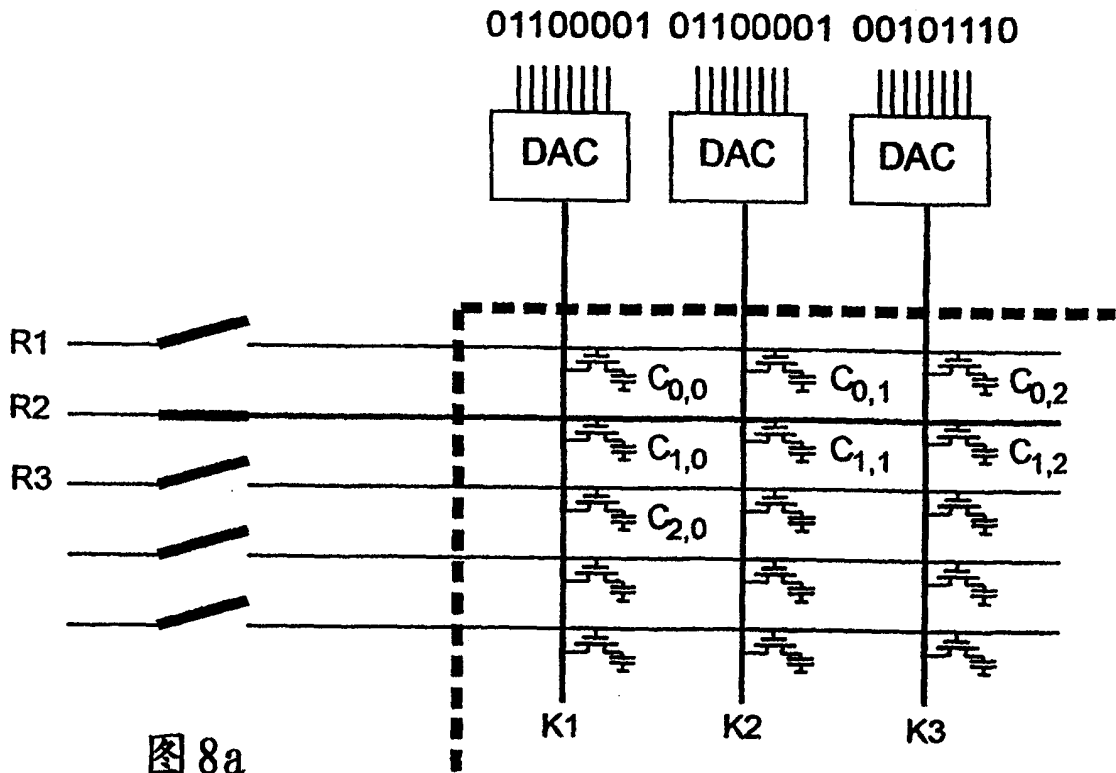 01100001 01100001 00101110
DAC DAC DAC
R1
C0,0 C0,1 C0,2
R2
C1,0 C1,1 C1,2
R3
C2,0
K1 K2 K3
图 8a